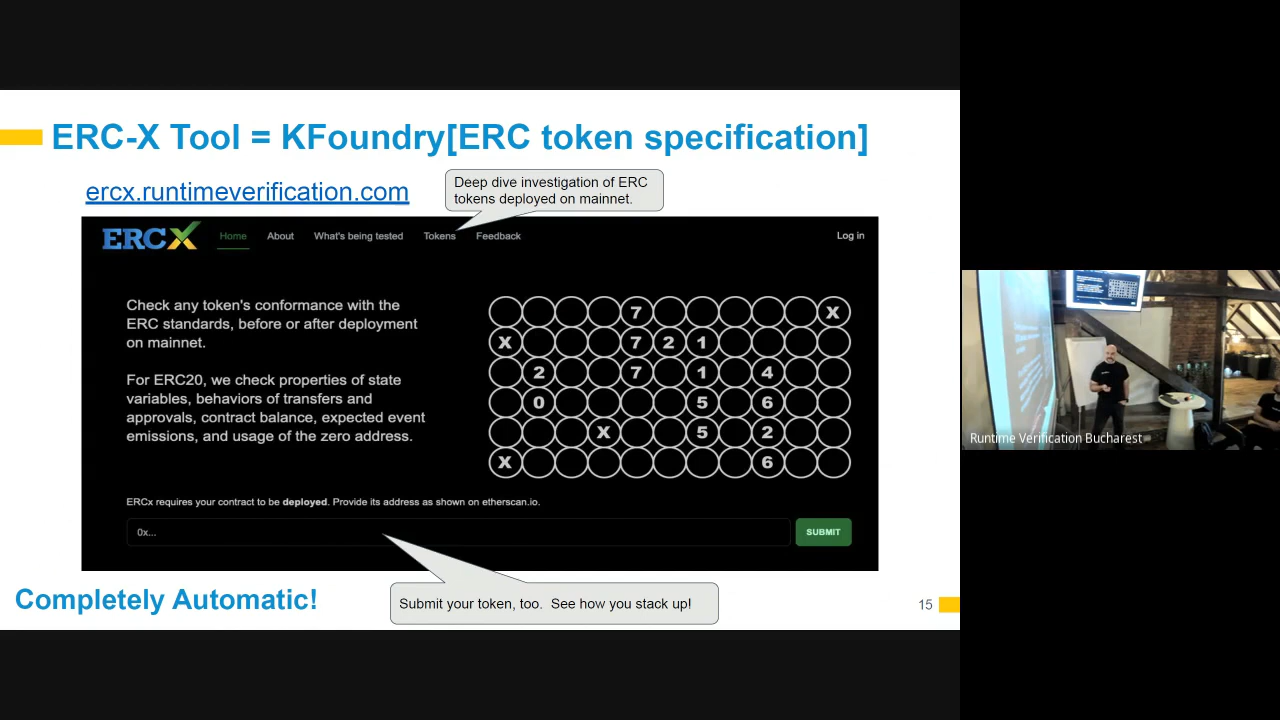 ERC-X Tool = KFoundry[ERC token specification]
ercx.runtimeverification.com
Deep dive investigation of ERC
tokens deployed on mainnet.
ERCX
Home About What's being tested Tokens Feedback Log in
Check any token's conformance with the
ERC standards, before or after deployment
on mainnet.
For ERC20, we check properties of state
variables, behaviors of transfers and
approvals, contract balance, expected event
emissions, and usage of the zero address.
7 X
X 7 2 1
2 7 1 4
0 5 6
X 5 2
X 6
ERCx requires your contract to be deployed. Provide its address as shown on etherscan.io.
0x...
SUBMIT
Completely Automatic!
Submit your token, too. See how you stack up!
15
Runtime Verification Bucharest